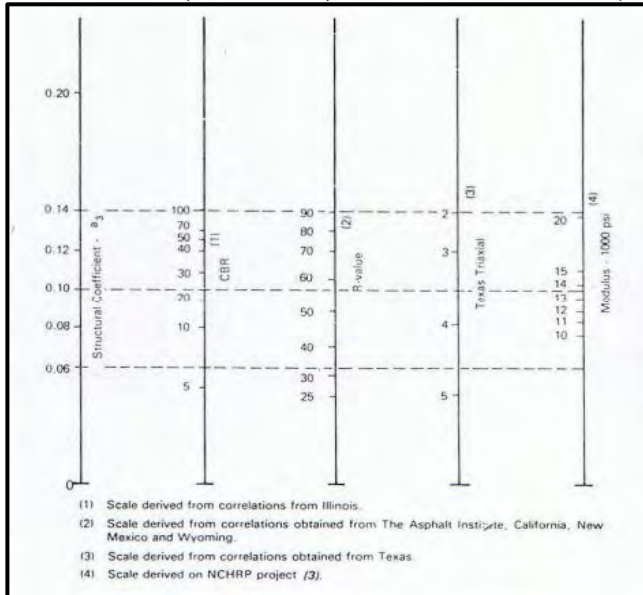 0.20
(3)
(4)
0.14 100 90 2 20
70
(1)
(2)
50 80
0.12 40 70 3
Structural Coefficient - a3
CBR
R-value
Texas Triaxial
Modulus - 1000 psi
30 60 15
14
0.10 20 13
50 12
0.08 10 4 11
10
40
0.06
30
5 25 5
0
(1) Scale derived from correlations from Illinois.
(2) Scale derived from correlations obtained from The Asphalt Institute, California, New
Mexico and Wyoming.
(3) Scale derived from correlations obtained from Texas.
(4) Scale derived on NCHRP project (3).